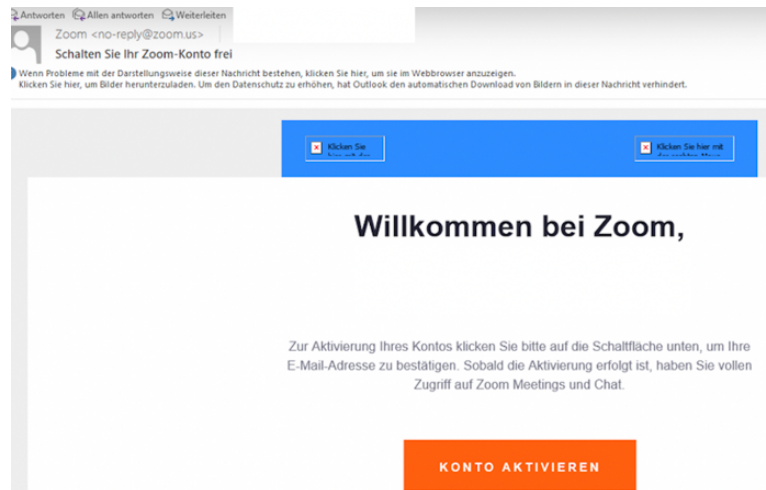 Antworten Allen antworten Weiterleiten
Zoom <no-reply@zoom.us>
Schalten Sie Ihr Zoom-Konto frei
Wenn Probleme mit der Darstellungsweise dieser Nachricht bestehen, klicken Sie hier, um sie im Webbrowser anzuzeigen.
Klicken Sie hier, um Bilder herunterzuladen. Um den Datenschutz zu erhöhen, hat Outlook den automatischen Download von Bildern in dieser Nachricht verhindert.
Klicken Sie Klicken Sie hier mit
Willkommen bei Zoom,
Zur Aktivierung Ihres Kontos klicken Sie bitte auf die Schaltfläche unten, um Ihre
E-Mail-Adresse zu bestätigen. Sobald die Aktivierung erfolgt ist, haben Sie vollen
Zugriff auf Zoom Meetings und Chat.
KONTO AKTIVIEREN